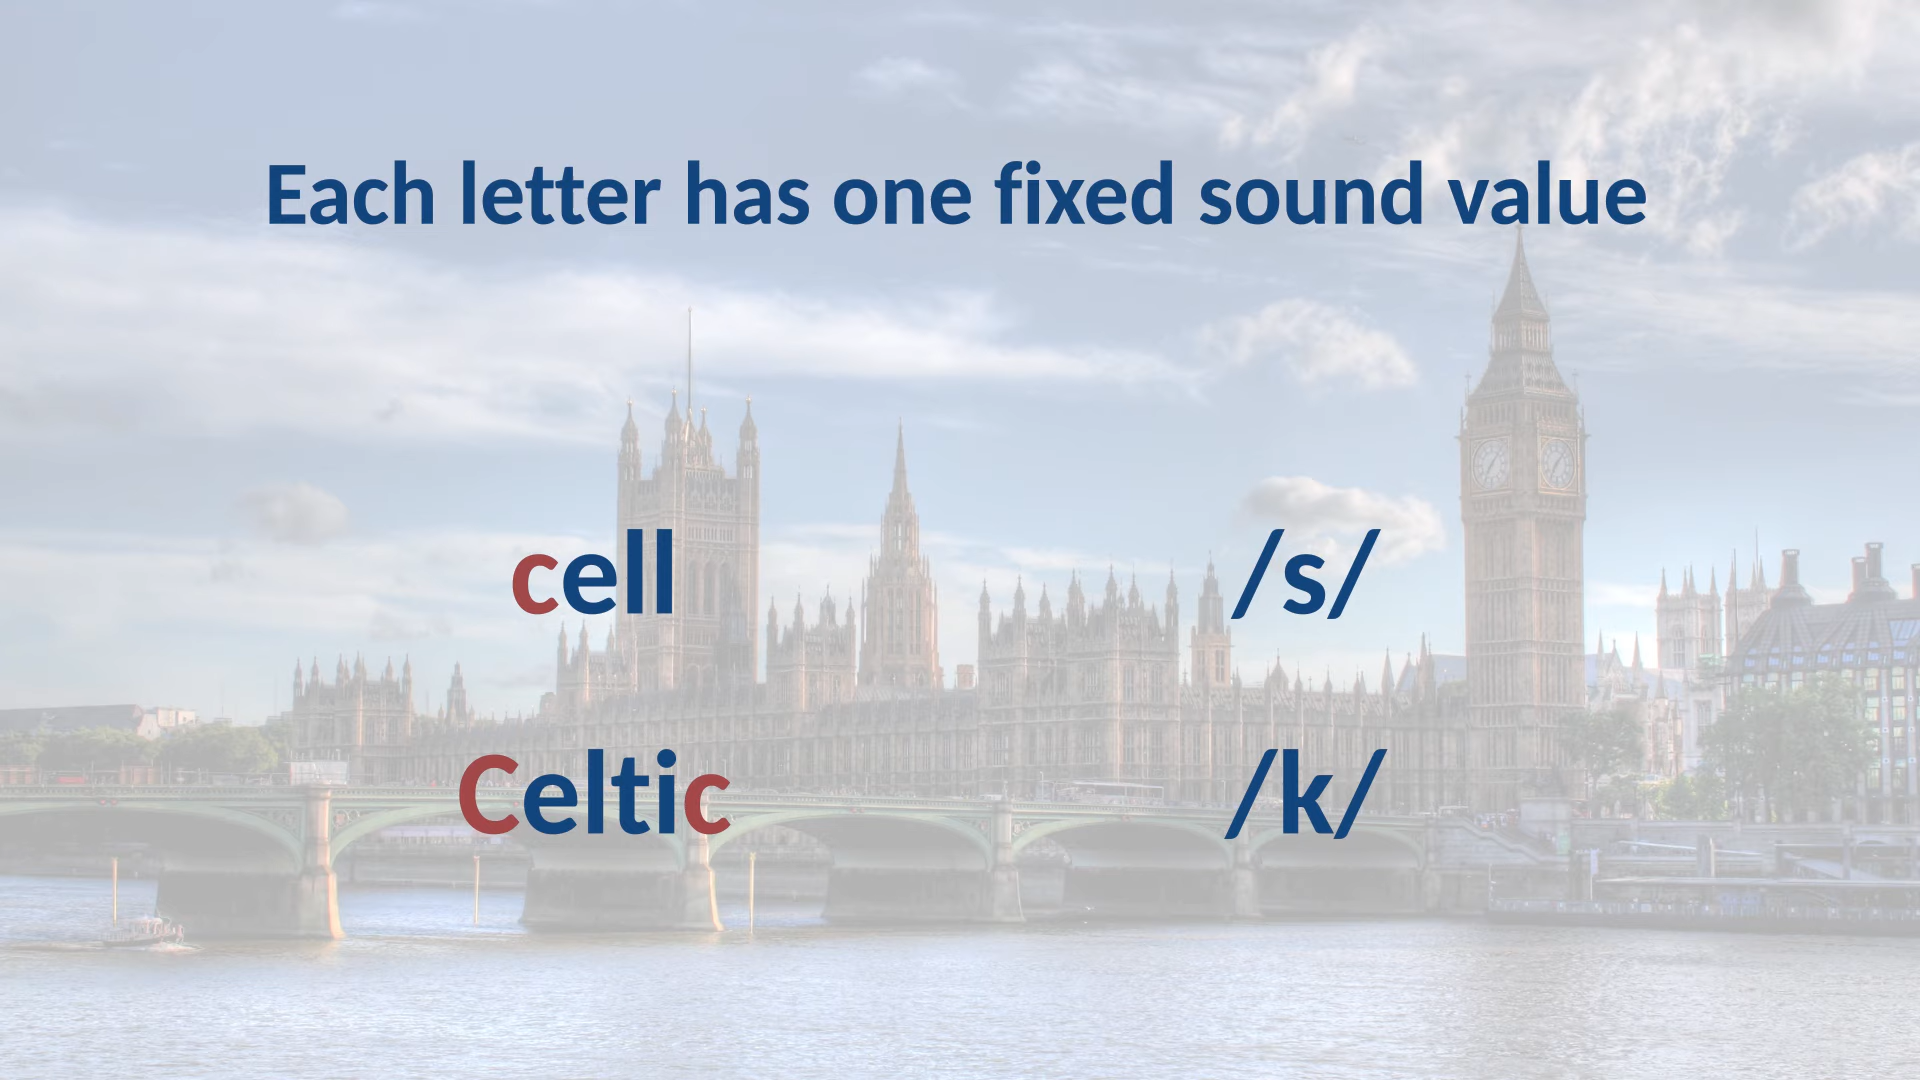 Each letter has one fixed sound value
cell /s/
Celtic /k/